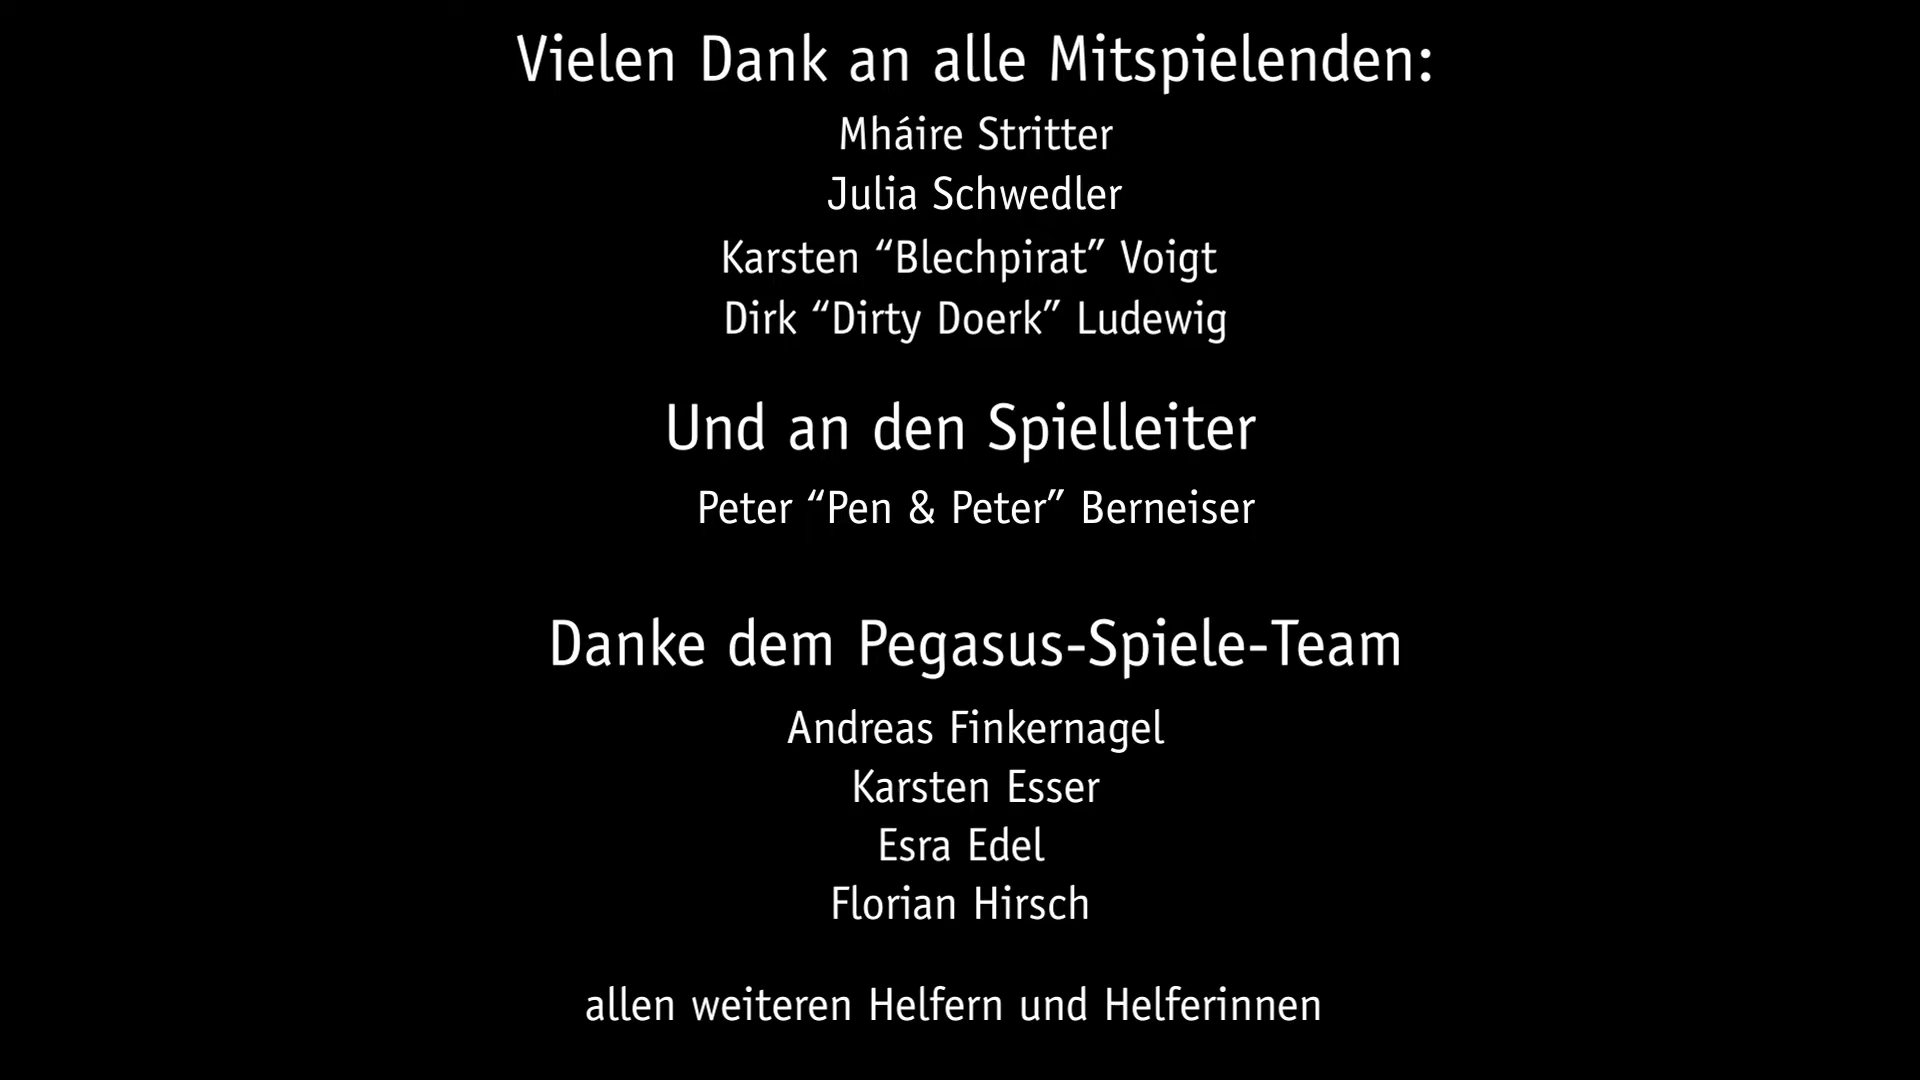 Vielen Dank an alle Mitspielenden:
Mháire Stritter
Julia Schwedler
Karsten “Blechpirat” Voigt
Dirk “Dirty Doerk” Ludewig
Und an den Spielleiter
Peter “Pen & Peter” Berneiser
Danke dem Pegasus-Spiele-Team
Andreas Finkernagel
Karsten Esser
Esra Edel
Florian Hirsch
allen weiteren Helfern und Helferinnen